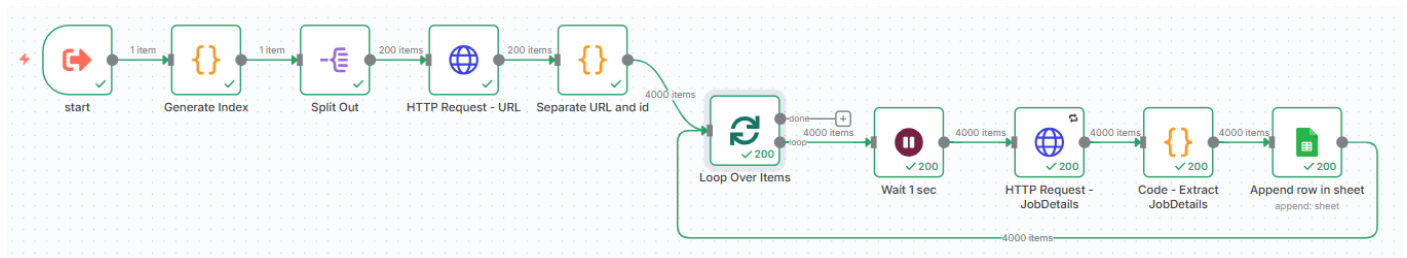 1 item
1 item
200 items
200 items
start
Generate Index
Split Out
HTTP Request - URL
Separate URL and id
4000 items
done
loop
4000 items
4000 items
4000 items
4000 items
200
200
200
200
200
Loop Over Items
Wait 1 sec
HTTP Request -
JobDetails
Code - Extract
JobDetails
Append row in sheet
append: sheet
4000 items